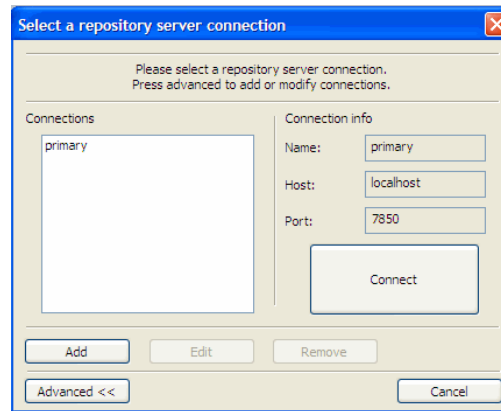 Select a repository server connection
Please select a repository server connection.
Press advanced to add or modify connections.
Connections
primary
Connection info
Name: primary
Host: localhost
Port: 7850
Connect
Add Edit Remove
Advanced << Cancel